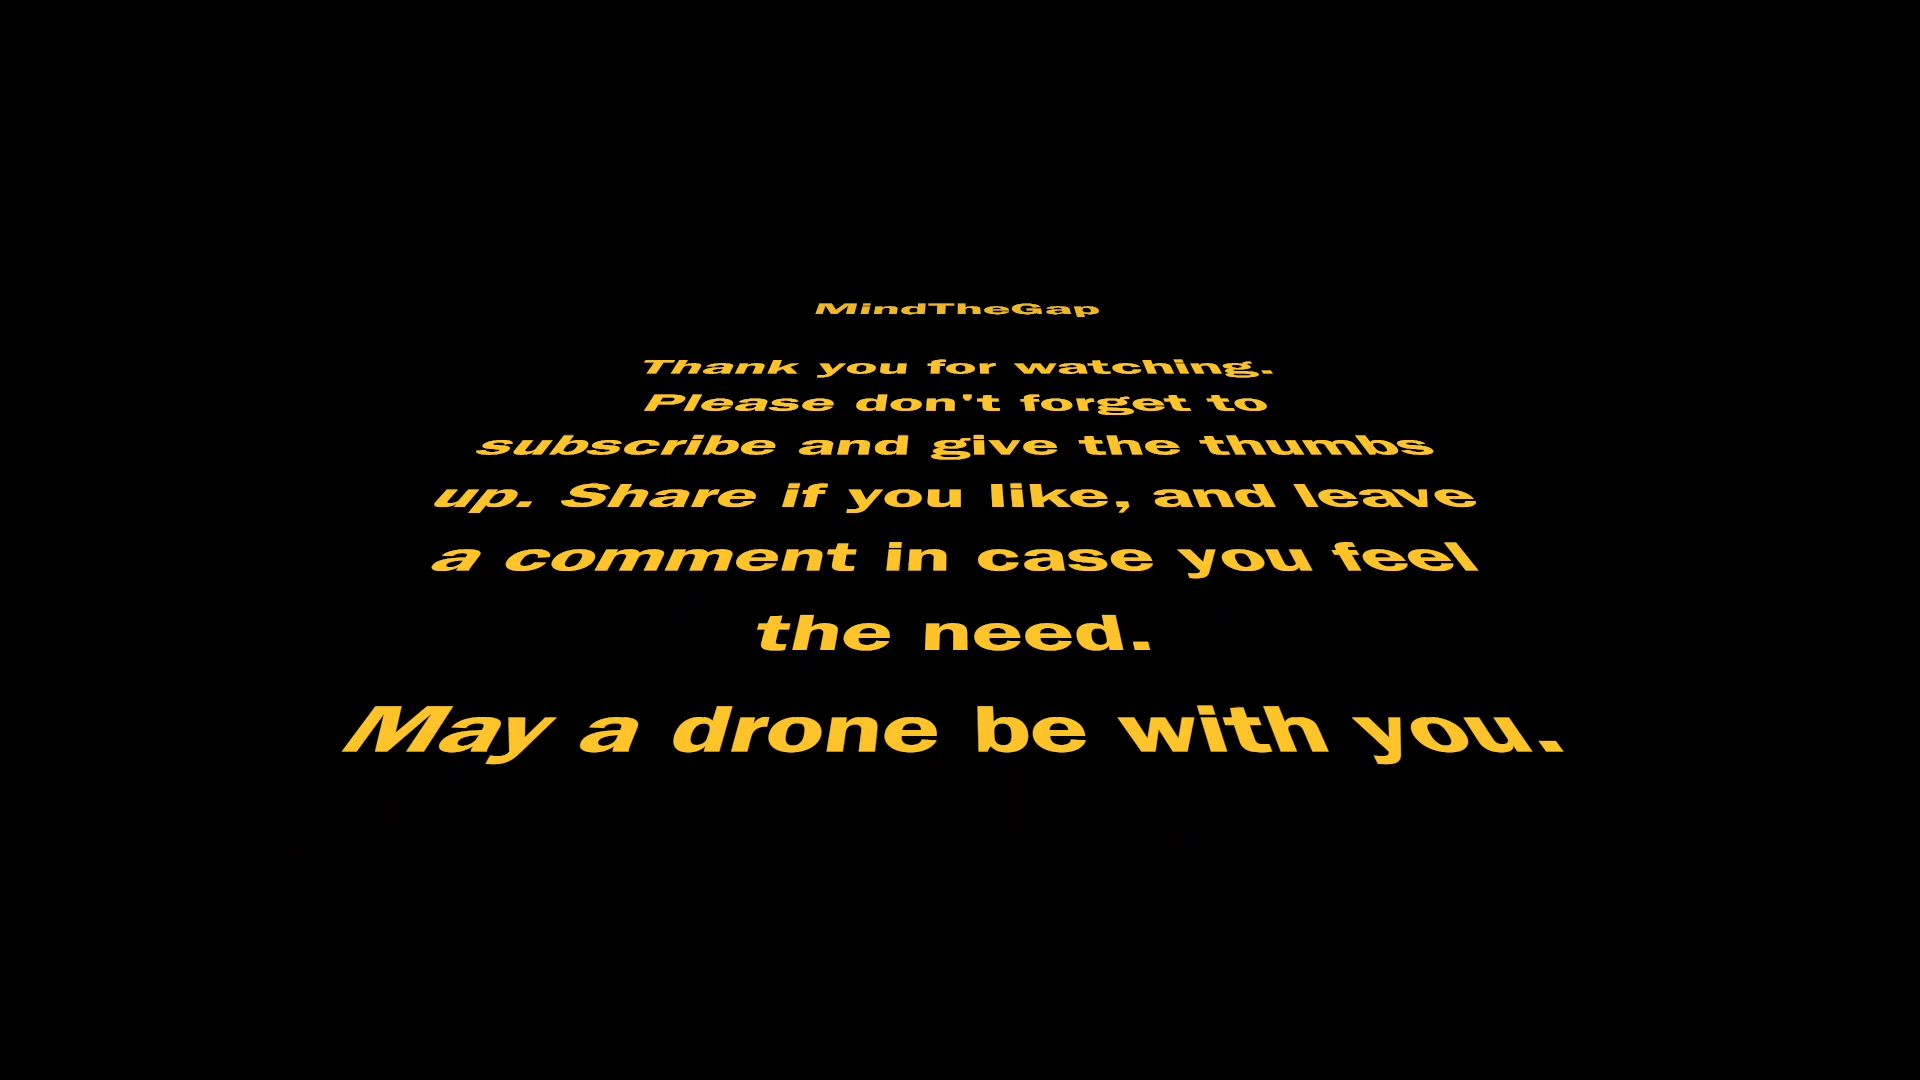 MindTheGap
Thank you for watching.
Please don't forget to
subscribe and give the thumbs
up. Share if you like, and leave
a comment in case you feel
the need.
May a drone be with you.